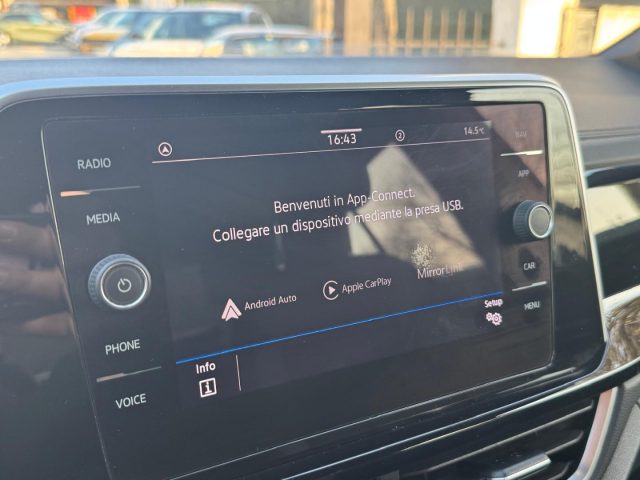 RADIO
MEDIA
PHONE
VOICE
16:43
2
14.5°C
Benvenuti in App-Connect.
Collegare un dispositivo mediante la presa USB.
Android Auto
Apple CarPlay
MirrorLink
Info
i
Setup
NAV
APP
CAR
MENU